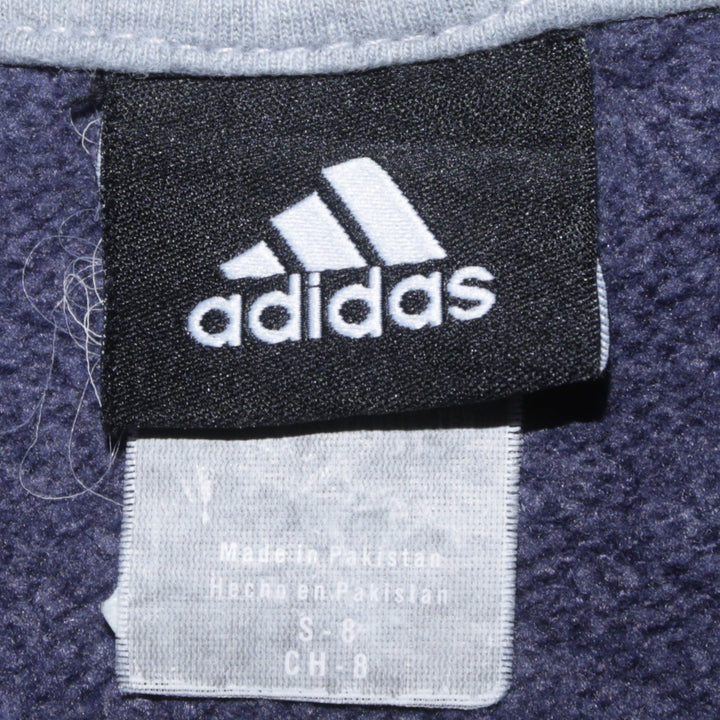 adidas
Made in Pakistan
Hecho en Pakistan
S - 8
CH - 8